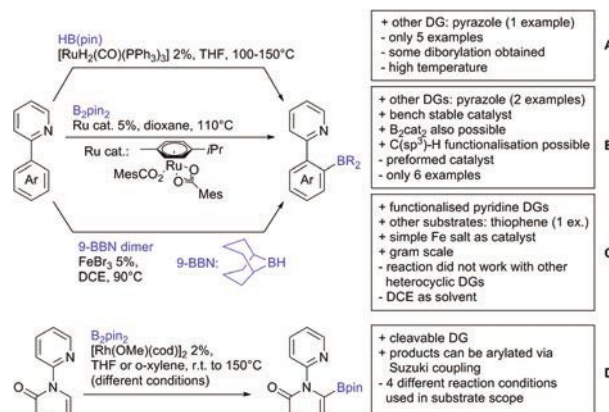 HB(pin)
[RuH2(CO)(PPh3)3] 2%, THF, 100-150°C
+ other DG: pyrazole (1 example)
- only 5 examples
- some diborylation obtained
- high temperature
B2pin2
Ru cat. 5%, dioxane, 110°C
Ru cat.:
iPr
MesCO2
Ru
O
O
Mes
N
Ar
N
BR2
Ar
+ other DGs: pyrazole (2 examples)
+ bench stable catalyst
+ B2cat2 also possible
+ C(sp3)-H functionalisation possible
- preformed catalyst
- only 6 examples
9-BBN dimer
FeBr3 5%,
DCE, 90°C
9-BBN:
BH
+ functionalised pyridine DGs
+ other substrates: thiophene (1 ex.)
+ simple Fe salt as catalyst
+ gram scale
- reaction did not work with other
heterocyclic DGs
- DCE as solvent
B2pin2
[Rh(OMe)(cod)]2 2%,
THF or o-xylene, r.t. to 150°C
(different conditions)
N
O
N
N
O
N
Bpin
+ cleavable DG
+ products can be arylated via
Suzuki coupling
- 4 different reaction conditions
used in substrate scope